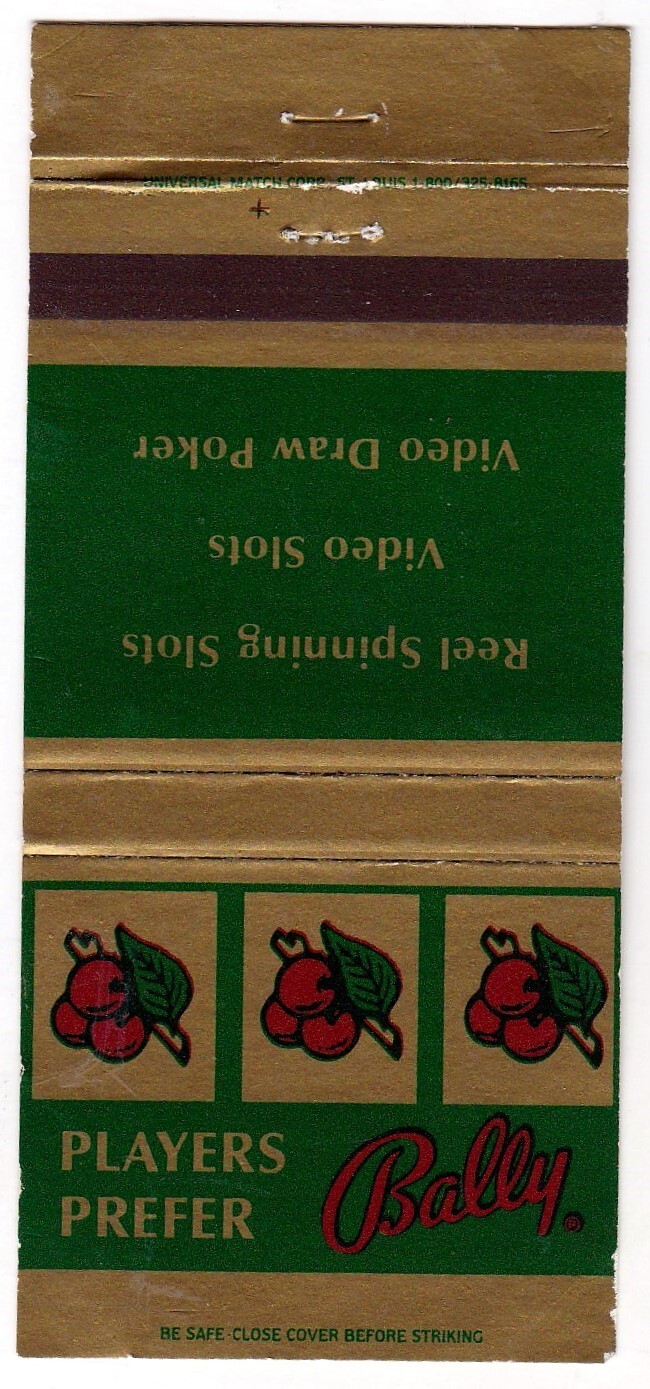 UNIVERSAL MATCH CORP. ST. LOUIS 1-800/325-8165
Reel Spinning Slots
Video Slots
Video Draw Poker
PLAYERS
PREFER
Bally®
BE SAFE-CLOSE COVER BEFORE STRIKING